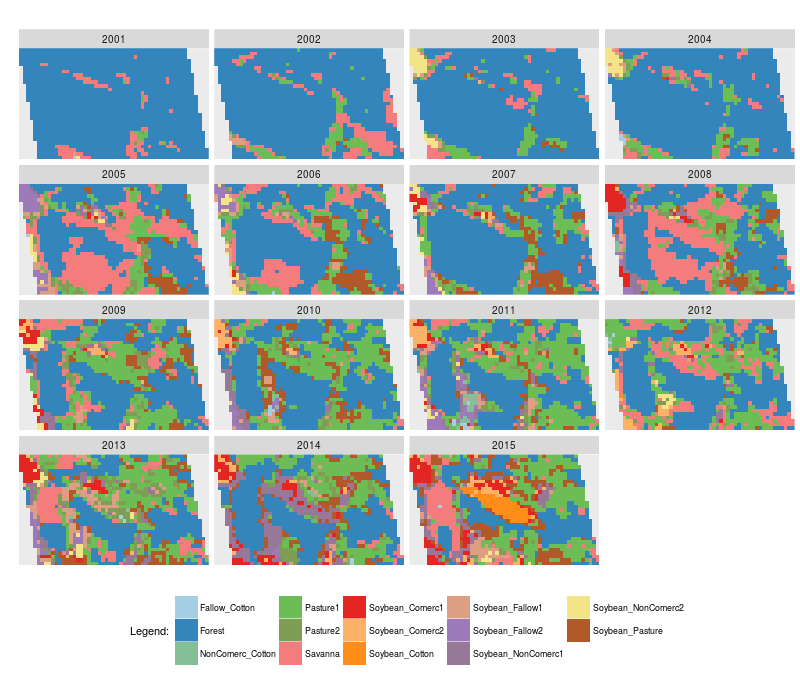 2001 2002 2003 2004
2005 2006 2007 2008
2009 2010 2011 2012
2013 2014 2015
Fallow_Cotton Pasture1 Soybean_Comerc1 Soybean_Fallow1 Soybean_NonComerc2
Legend: Forest Pasture2 Soybean_Comerc2 Soybean_Fallow2 Soybean_Pasture
NonComerc_Cotton Savanna Soybean_Cotton Soybean_NonComerc1